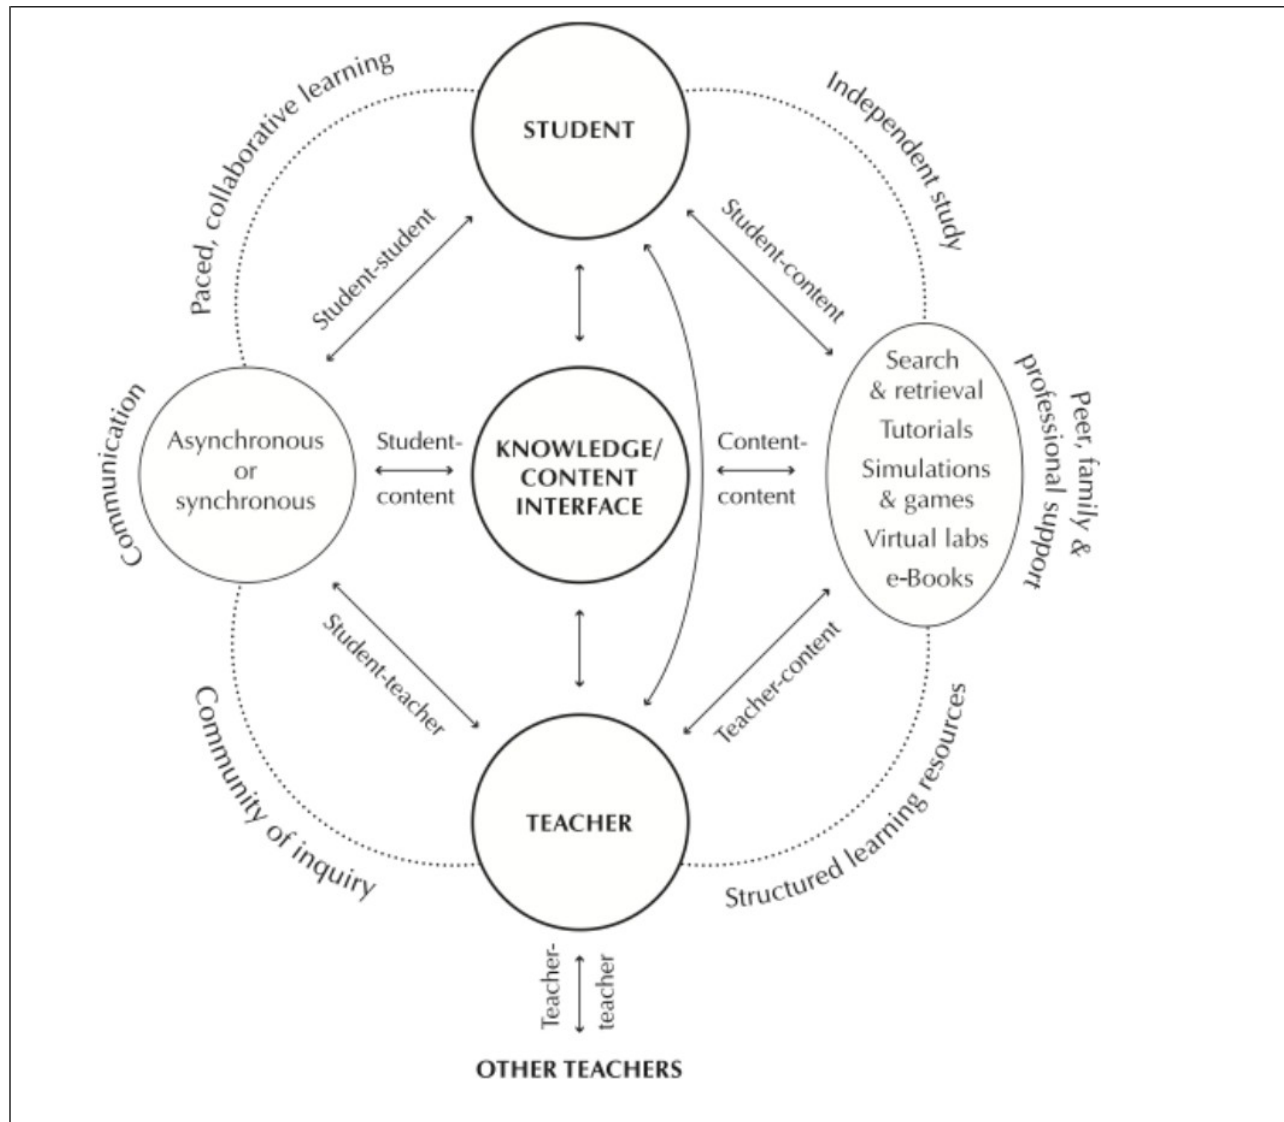 Paced, collaborative learning
STUDENT
Independent study
Student-student
Student-content
Communication
Asynchronous
or
synchronous
Student-
content
KNOWLEDGE/
CONTENT
INTERFACE
Content-
content
Search
& retrieval
Tutorials
Simulations
& games
Virtual labs
e-Books
Peer, family &
professional support
Student-teacher
Teacher-content
Community of inquiry
TEACHER
Structured learning resources
Teacher-
teacher
OTHER TEACHERS